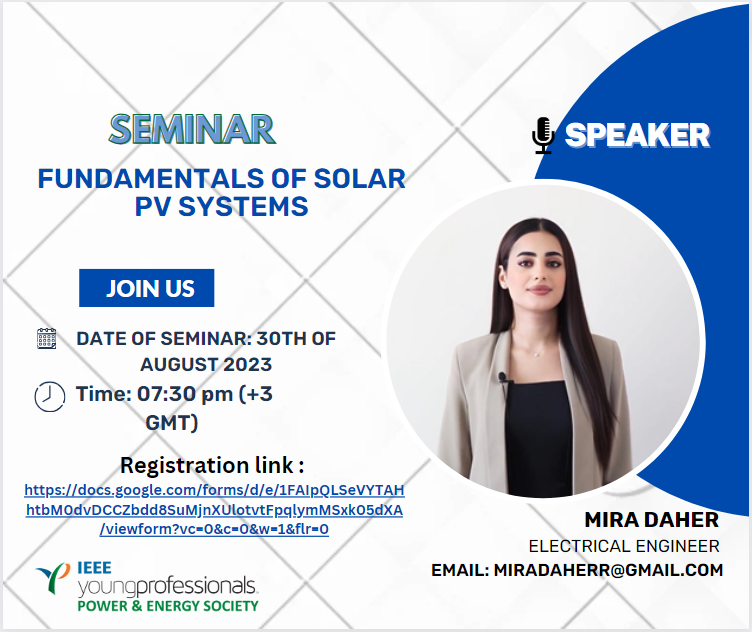 SEMINAR
FUNDAMENTALS OF SOLAR
PV SYSTEMS
JOIN US
DATE OF SEMINAR: 30TH OF
AUGUST 2023
Time: 07:30 pm (+3
GMT)
Registration link :
https://docs.google.com/forms/d/e/1FAIpQLSeVYTAH
htbM0dvDCCZbdd8SuMjnXUlotvtFpqlymMSxk05dXA
/viewform?vc=0&c=0&w=1&flr=0
IEEE
youngprofessionals.
POWER & ENERGY SOCIETY
SPEAKER
MIRA DAHER
ELECTRICAL ENGINEER
EMAIL: MIRADAHERR@GMAIL.COM